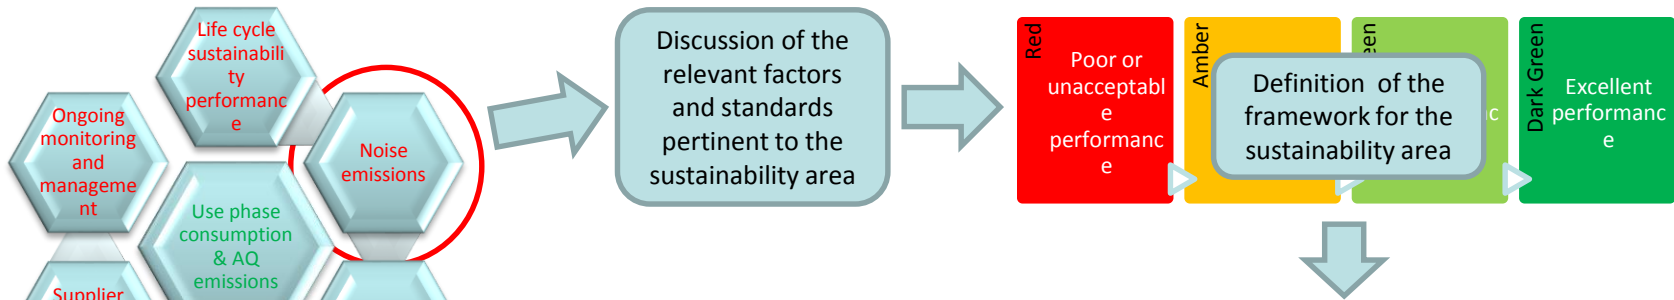 Life cycle
sustainabili
ty
performanc
e
Ongoing
monitoring
and
manageme
nt
Noise
emissions
Use phase
consumption
& AQ
emissions
Supplier
Discussion of the
relevant factors
and standards
pertinent to the
sustainability area
Red
Poor or
unacceptabl
e
performanc
e
Amber
Definition of the
framework for the
sustainability area
Dark Green
Excellent
performanc
e